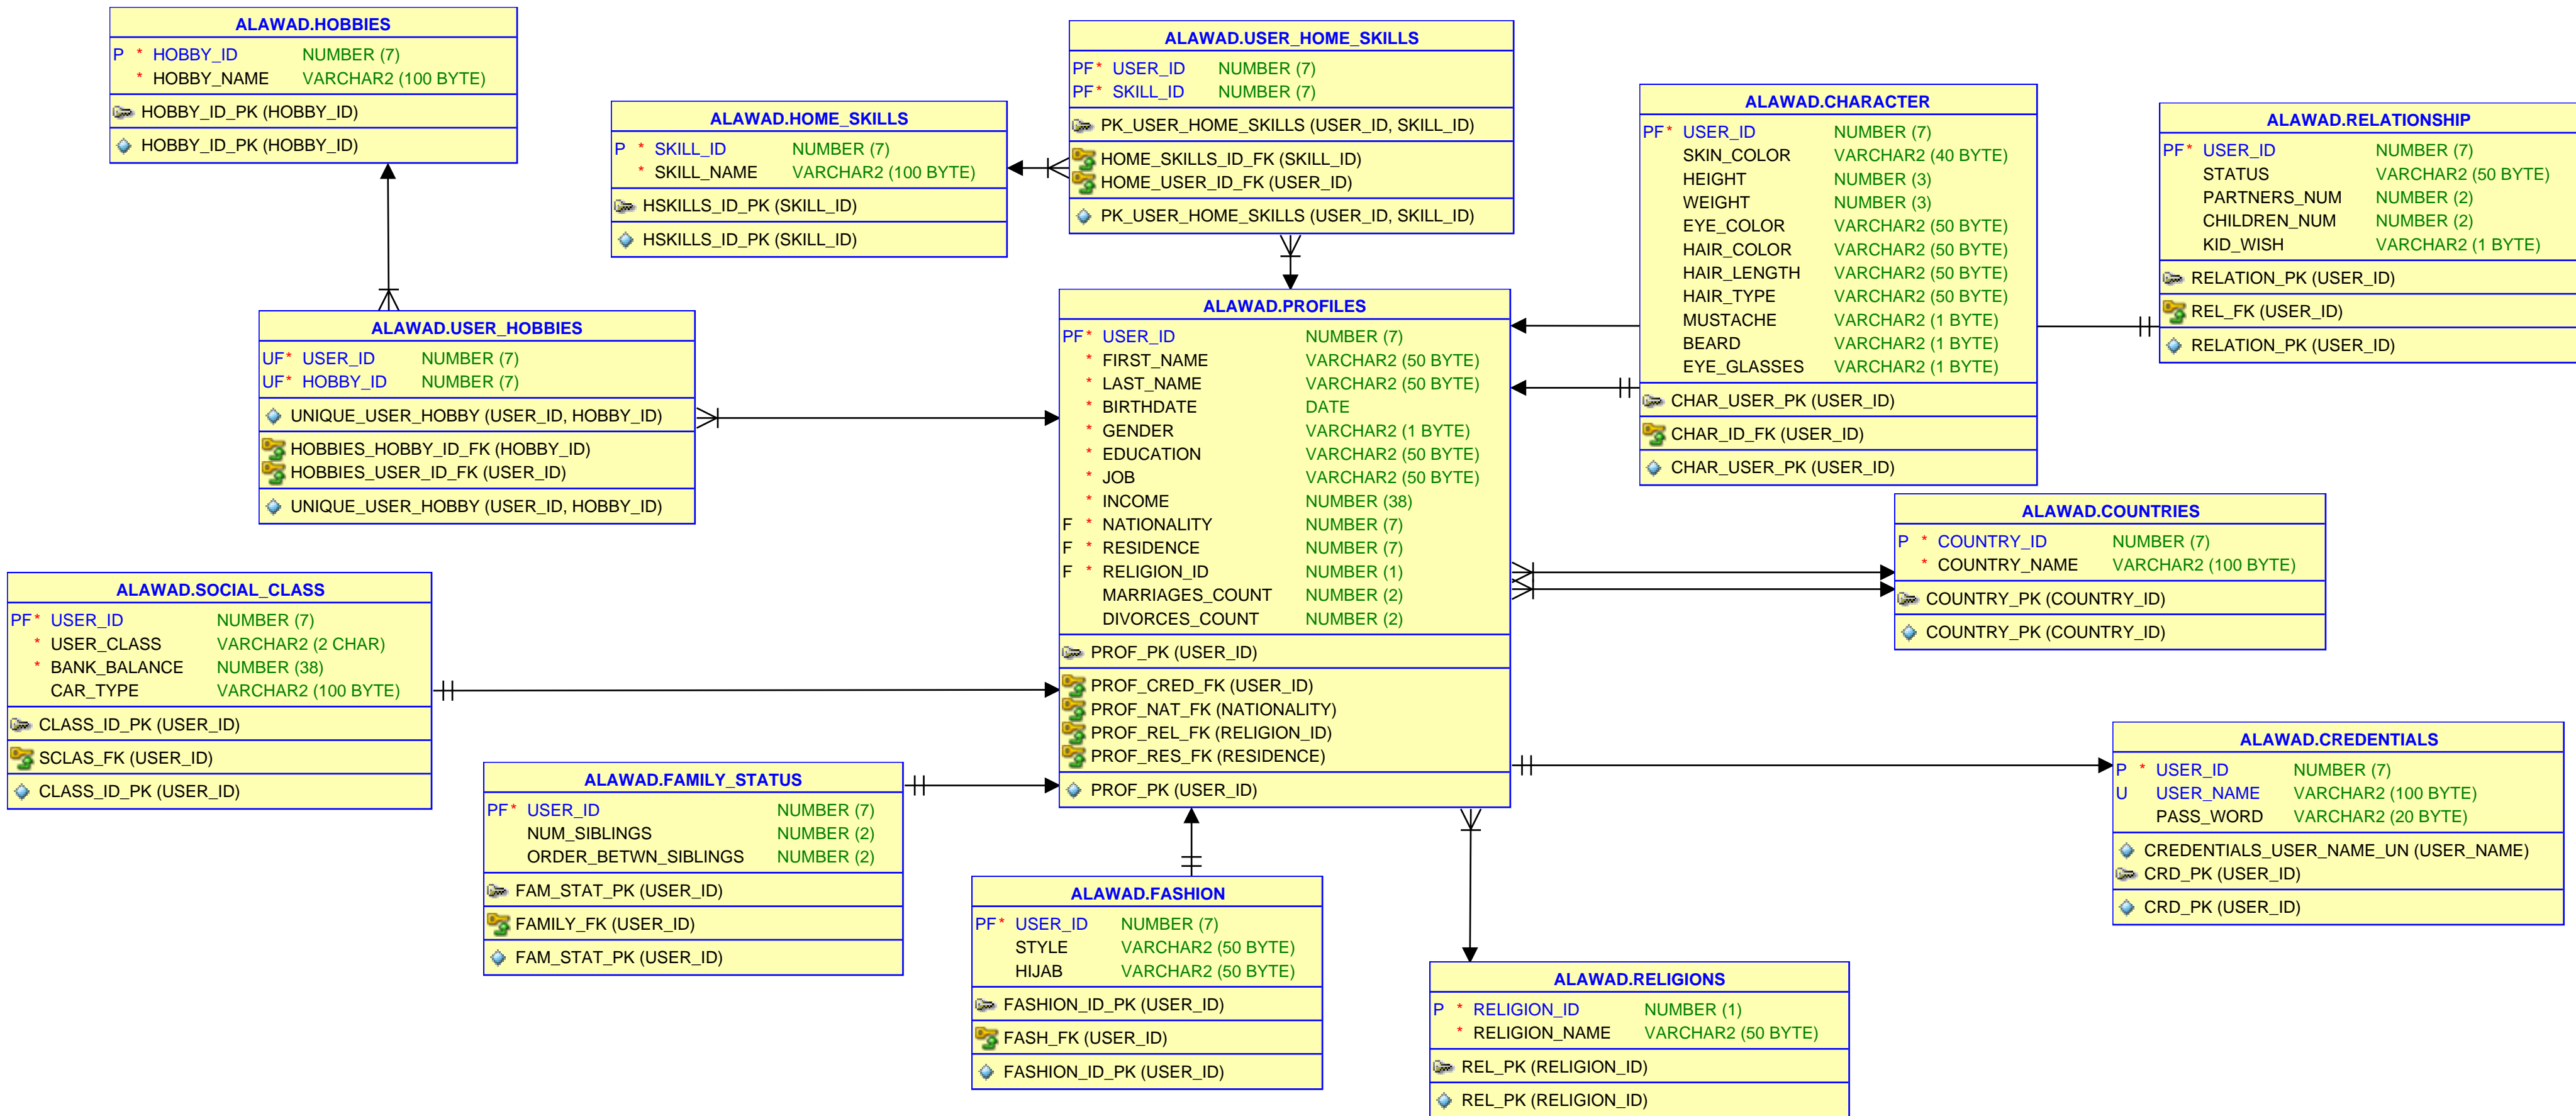 ALAWAD.HOBBIES
P * HOBBY_ID NUMBER (7)
* HOBBY_NAME VARCHAR2 (100 BYTE)
HOBBY_ID_PK (HOBBY_ID)
HOBBY_ID_PK (HOBBY_ID)
ALAWAD.HOME_SKILLS
P * SKILL_ID NUMBER (7)
* SKILL_NAME VARCHAR2 (100 BYTE)
HSKILLS_ID_PK (SKILL_ID)
HSKILLS_ID_PK (SKILL_ID)
ALAWAD.USER_HOME_SKILLS
PF* USER_ID NUMBER (7)
PF* SKILL_ID NUMBER (7)
PK_USER_HOME_SKILLS (USER_ID, SKILL_ID)
HOME_SKILLS_ID_FK (SKILL_ID)
HOME_USER_ID_FK (USER_ID)
PK_USER_HOME_SKILLS (USER_ID, SKILL_ID)
ALAWAD.CHARACTER
PF* USER_ID NUMBER (7)
SKIN_COLOR VARCHAR2 (40 BYTE)
HEIGHT NUMBER (3)
WEIGHT NUMBER (3)
EYE_COLOR VARCHAR2 (50 BYTE)
HAIR_COLOR VARCHAR2 (50 BYTE)
HAIR_LENGTH VARCHAR2 (50 BYTE)
HAIR_TYPE VARCHAR2 (50 BYTE)
MUSTACHE VARCHAR2 (1 BYTE)
BEARD VARCHAR2 (1 BYTE)
EYE_GLASSES VARCHAR2 (1 BYTE)
CHAR_USER_PK (USER_ID)
CHAR_ID_FK (USER_ID)
CHAR_USER_PK (USER_ID)
ALAWAD.RELATIONSHIP
PF* USER_ID NUMBER (7)
STATUS VARCHAR2 (50 BYTE)
PARTNERS_NUM NUMBER (2)
CHILDREN_NUM NUMBER (2)
KID_WISH VARCHAR2 (1 BYTE)
RELATION_PK (USER_ID)
REL_FK (USER_ID)
RELATION_PK (USER_ID)
ALAWAD.USER_HOBBIES
UF* USER_ID NUMBER (7)
UF* HOBBY_ID NUMBER (7)
UNIQUE_USER_HOBBY (USER_ID, HOBBY_ID)
HOBBIES_HOBBY_ID_FK (HOBBY_ID)
HOBBIES_USER_ID_FK (USER_ID)
UNIQUE_USER_HOBBY (USER_ID, HOBBY_ID)
ALAWAD.PROFILES
PF* USER_ID NUMBER (7)
* FIRST_NAME VARCHAR2 (50 BYTE)
* LAST_NAME VARCHAR2 (50 BYTE)
* BIRTHDATE DATE
* GENDER VARCHAR2 (1 BYTE)
* EDUCATION VARCHAR2 (50 BYTE)
* JOB VARCHAR2 (50 BYTE)
* INCOME NUMBER (38)
F * NATIONALITY NUMBER (7)
F * RESIDENCE NUMBER (7)
F * RELIGION_ID NUMBER (1)
MARRIAGES_COUNT NUMBER (2)
DIVORCES_COUNT NUMBER (2)
PROF_PK (USER_ID)
PROF_CRED_FK (USER_ID)
PROF_NAT_FK (NATIONALITY)
PROF_REL_FK (RELIGION_ID)
PROF_RES_FK (RESIDENCE)
PROF_PK (USER_ID)
ALAWAD.COUNTRIES
P * COUNTRY_ID NUMBER (7)
* COUNTRY_NAME VARCHAR2 (100 BYTE)
COUNTRY_PK (COUNTRY_ID)
COUNTRY_PK (COUNTRY_ID)
ALAWAD.SOCIAL_CLASS
PF* USER_ID NUMBER (7)
* USER_CLASS VARCHAR2 (2 CHAR)
* BANK_BALANCE NUMBER (38)
CAR_TYPE VARCHAR2 (100 BYTE)
CLASS_ID_PK (USER_ID)
SCLAS_FK (USER_ID)
CLASS_ID_PK (USER_ID)
ALAWAD.FAMILY_STATUS
PF* USER_ID NUMBER (7)
NUM_SIBLINGS NUMBER (2)
ORDER_BETWN_SIBLINGS NUMBER (2)
FAM_STAT_PK (USER_ID)
FAMILY_FK (USER_ID)
FAM_STAT_PK (USER_ID)
ALAWAD.CREDENTIALS
P * USER_ID NUMBER (7)
U USER_NAME VARCHAR2 (100 BYTE)
PASS_WORD VARCHAR2 (20 BYTE)
CREDENTIALS_USER_NAME_UN (USER_NAME)
CRD_PK (USER_ID)
CRD_PK (USER_ID)
ALAWAD.FASHION
PF* USER_ID NUMBER (7)
STYLE VARCHAR2 (50 BYTE)
HIJAB VARCHAR2 (50 BYTE)
FASHION_ID_PK (USER_ID)
FASH_FK (USER_ID)
FASHION_ID_PK (USER_ID)
ALAWAD.RELIGIONS
P * RELIGION_ID NUMBER (1)
* RELIGION_NAME VARCHAR2 (50 BYTE)
REL_PK (RELIGION_ID)
REL_PK (RELIGION_ID)